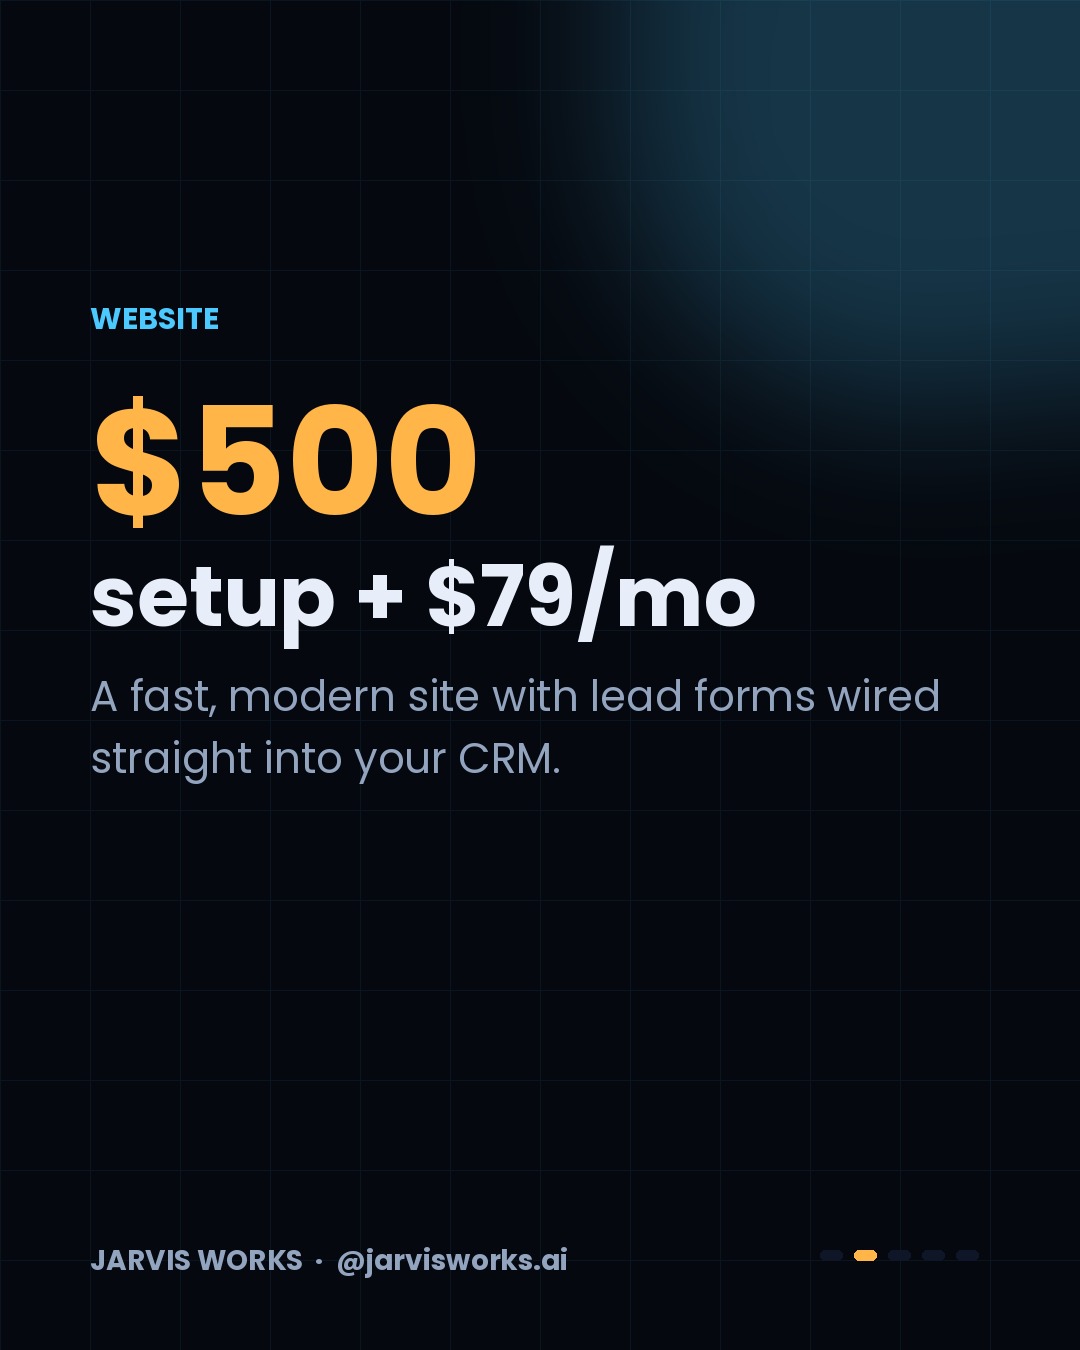 WEBSITE
$500
setup + $79/mo
A fast, modern site with lead forms wired
straight into your CRM.
JARVIS WORKS · @jarvisworks.ai